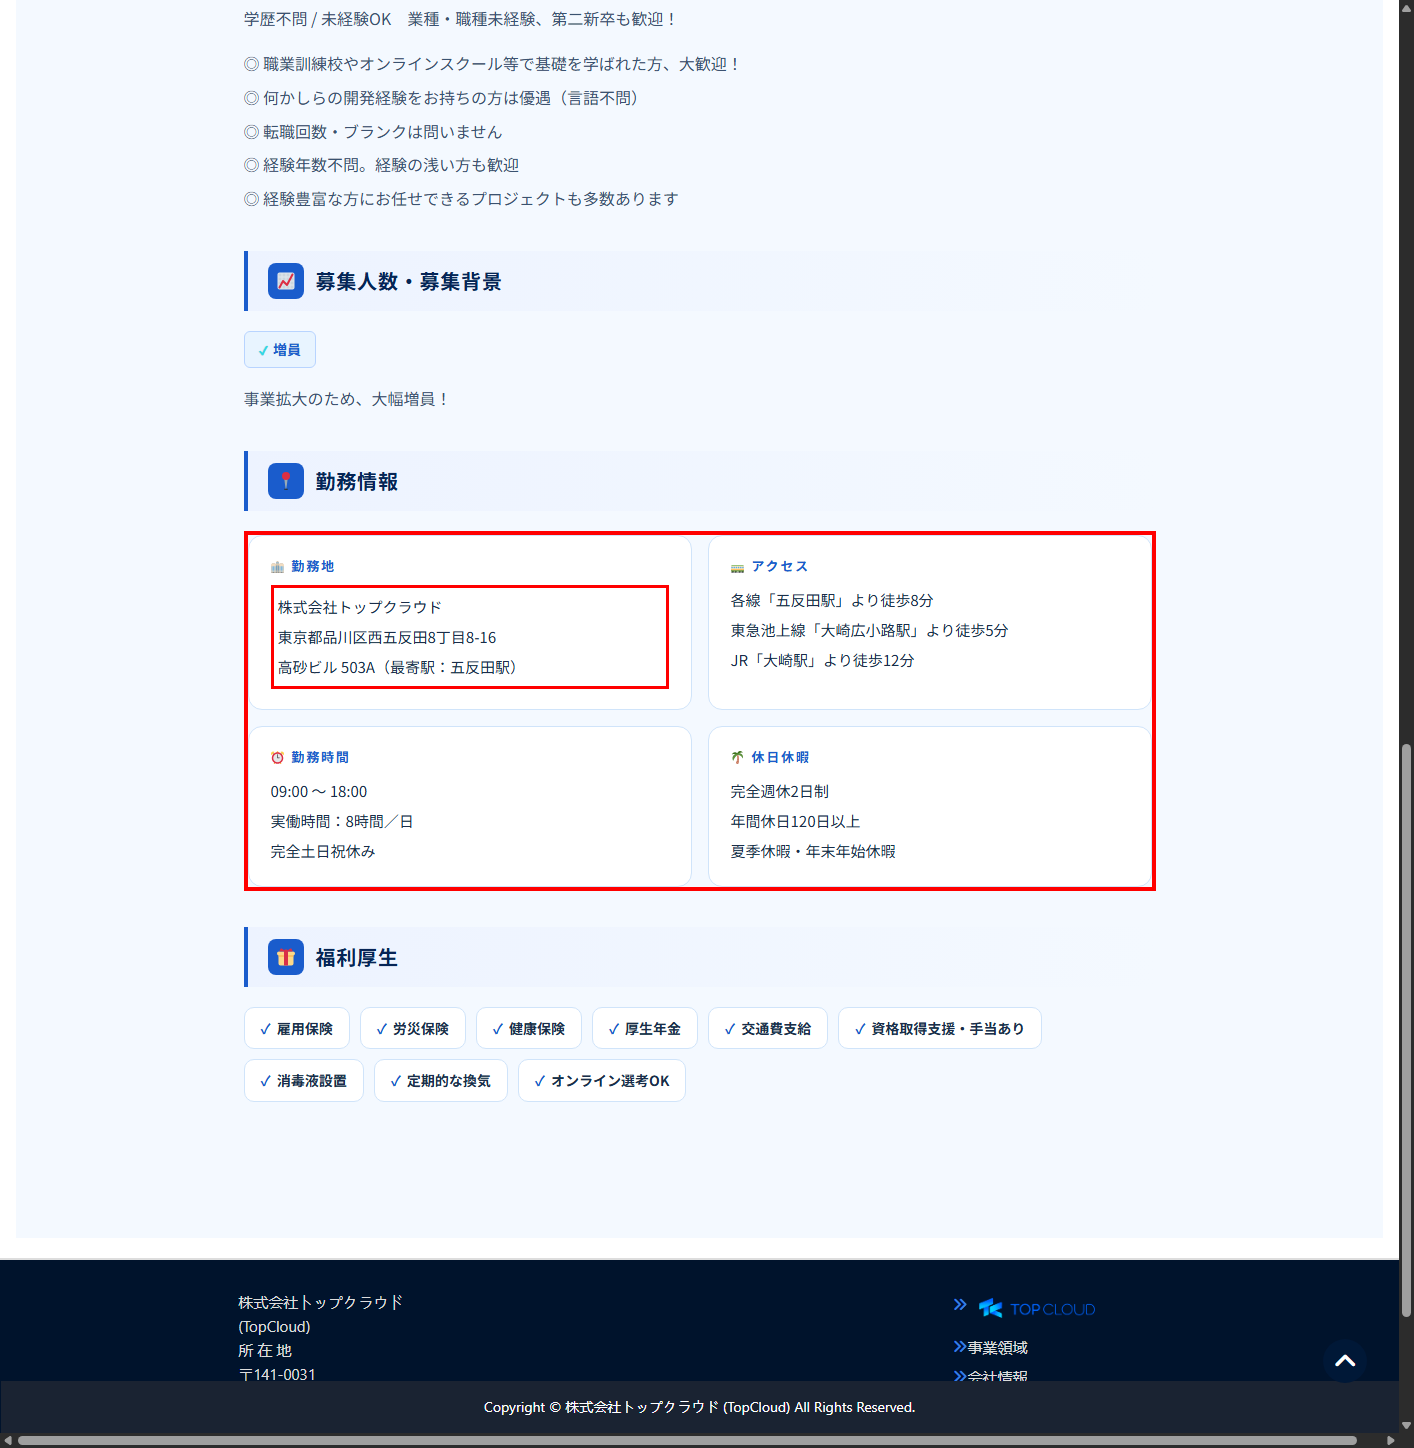 学歴不問 / 未経験OK　業種・職種未経験、第二新卒も歓迎！
◎ 職業訓練校やオンラインスクール等で基礎を学ばれた方、大歓迎！
◎ 何かしらの開発経験をお持ちの方は優遇（言語不問）
◎ 転職回数・ブランクは問いません
◎ 経験年数不問。経験の浅い方も歓迎
◎ 経験豊富な方にお任せできるプロジェクトも多数あります
募集人数・募集背景
✓ 増員
事業拡大のため、大幅増員！
勤務情報
勤務地
株式会社トップクラウド
東京都品川区西五反田8丁目8-16
高砂ビル 503A（最寄駅：五反田駅）
アクセス
各線「五反田駅」より徒歩8分
東急池上線「大崎広小路駅」より徒歩5分
JR「大崎駅」より徒歩12分
勤務時間
09:00 〜 18:00
実働時間：8時間／日
完全土日祝休み
休日休暇
完全週休2日制
年間休日120日以上
夏季休暇・年末年始休暇
福利厚生
✓ 雇用保険 ✓ 労災保険 ✓ 健康保険 ✓ 厚生年金 ✓ 交通費支給 ✓ 資格取得支援・手当あり
✓ 消毒液設置 ✓ 定期的な換気 ✓ オンライン選考OK
株式会社トップクラウド
(TopCloud)
所 在 地
〒141-0031
TOPCLOUD
事業領域
会社情報
Copyright © 株式会社トップクラウド (TopCloud) All Rights Reserved.